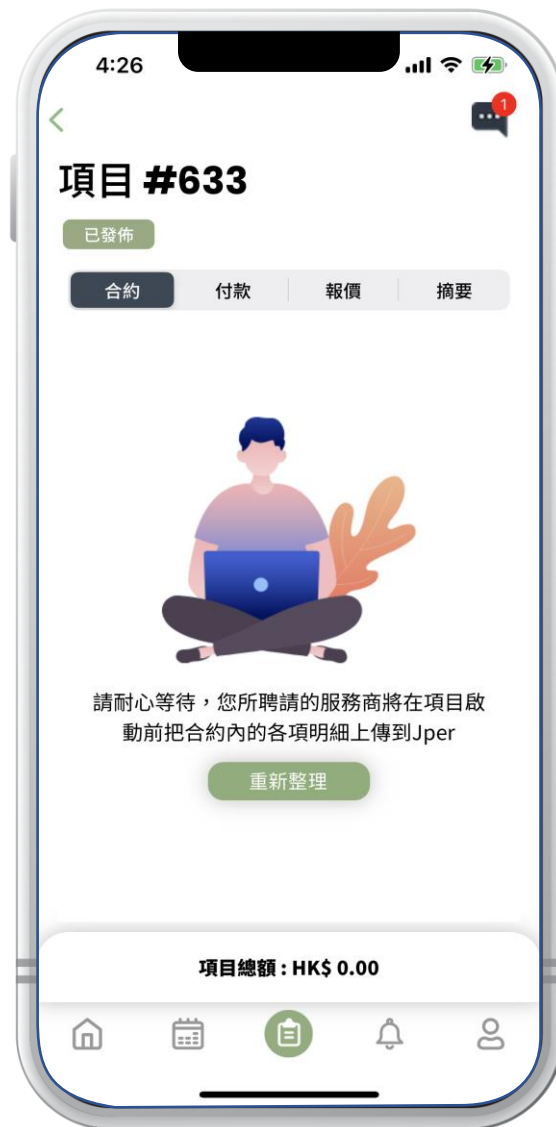 4:26
1
項目 #633
已發佈
合約 付款 報價 摘要
請耐心等待，您所聘請的服務商將在項目啟
動前把合約內的各項明細上傳到Jper
重新整理
項目總額 : HK$ 0.00